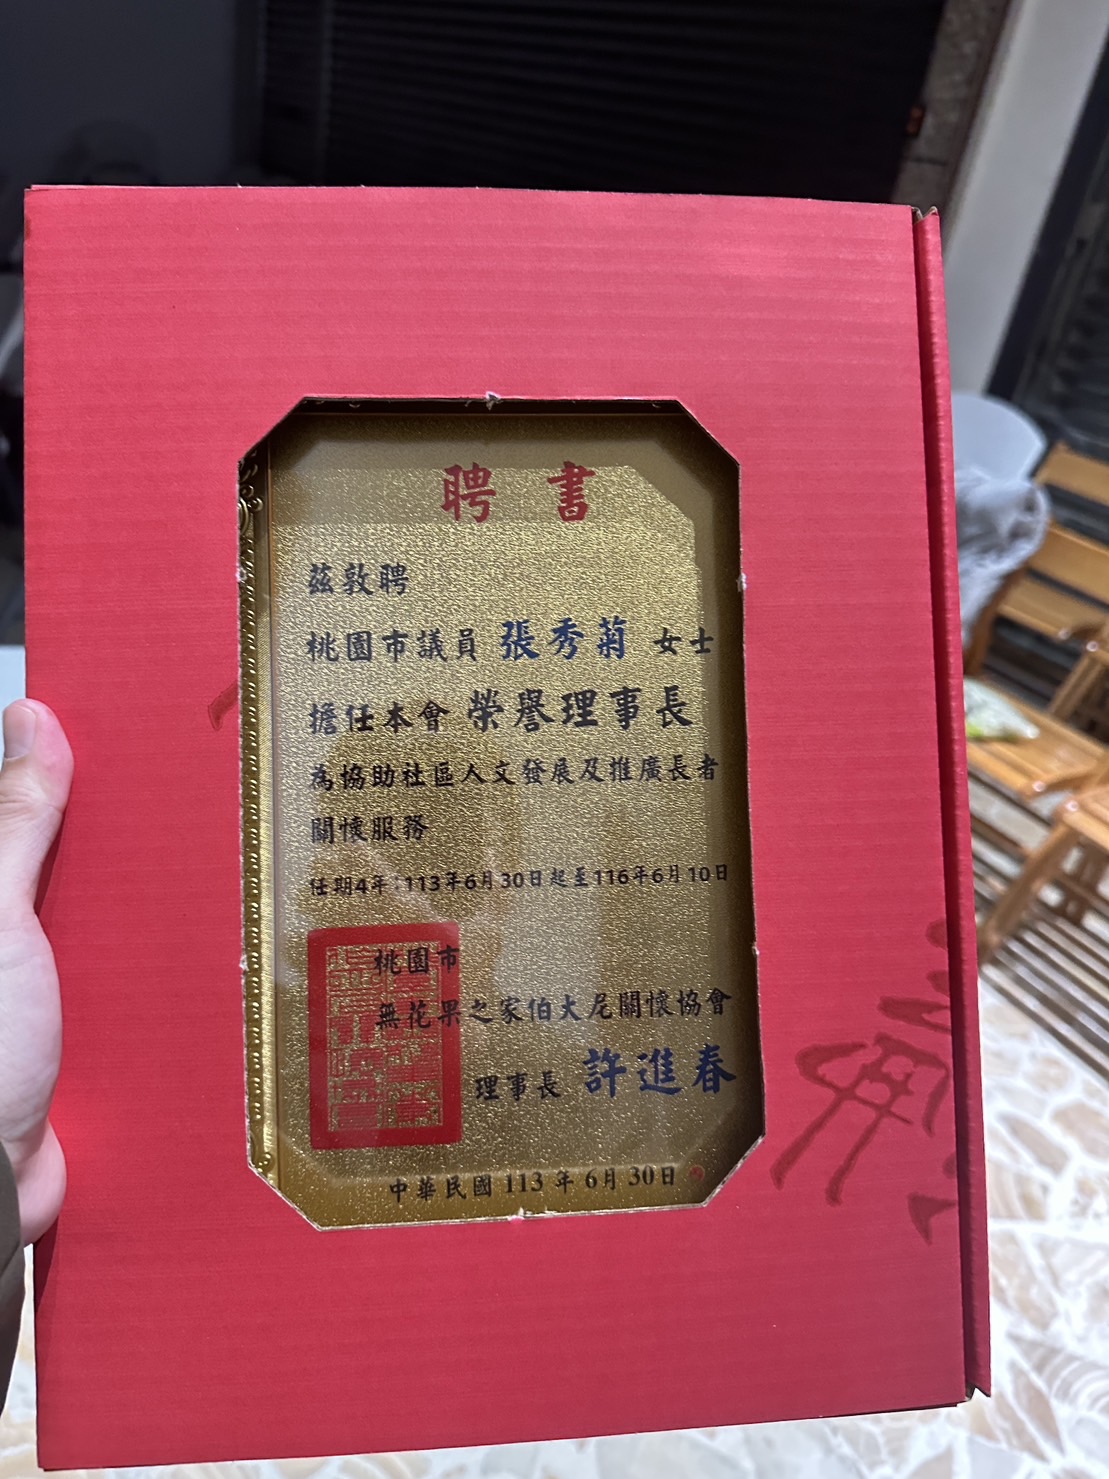 聘書
茲敦聘
桃園市議員 張秀菊 女士
擔任本會 榮譽理事長
為協助社區人文發展及推廣長者
關懷服務
任期4年:113年6月30日起至116年6月10日
桃園市
無花果之家伯大尼關懷協會
理事長 許進春
中華民國 113 年 6月 30日